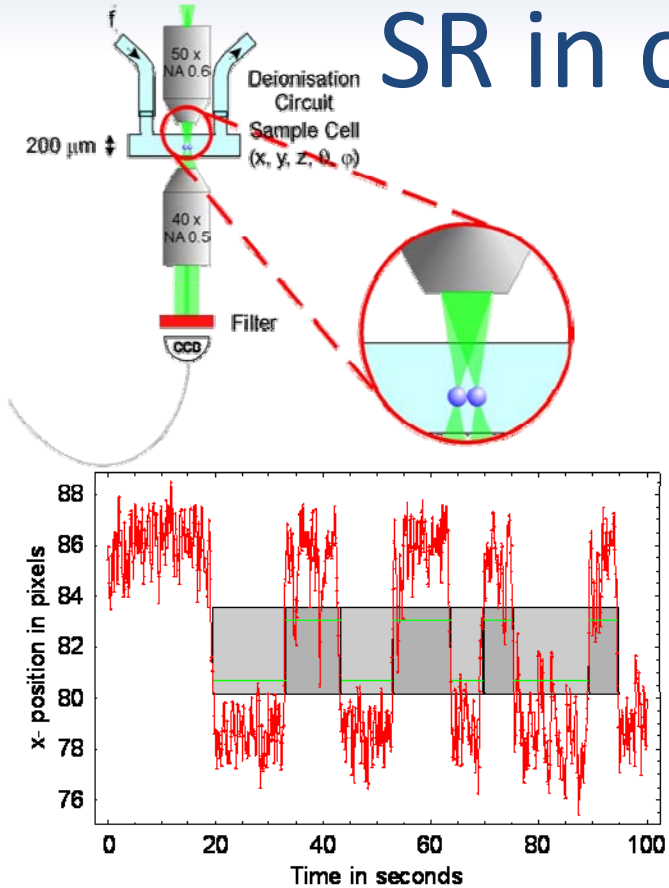 SR in c
f
50 x
NA 0.6
Deionisation
Circuit
Sample Cell
(x, y, z, θ, φ)
200 µm
40 x
NA 0.5
Filter
CCD
88
86
84
82
80
78
76
x- position in pixels
0 20 40 60 80 100
Time in seconds